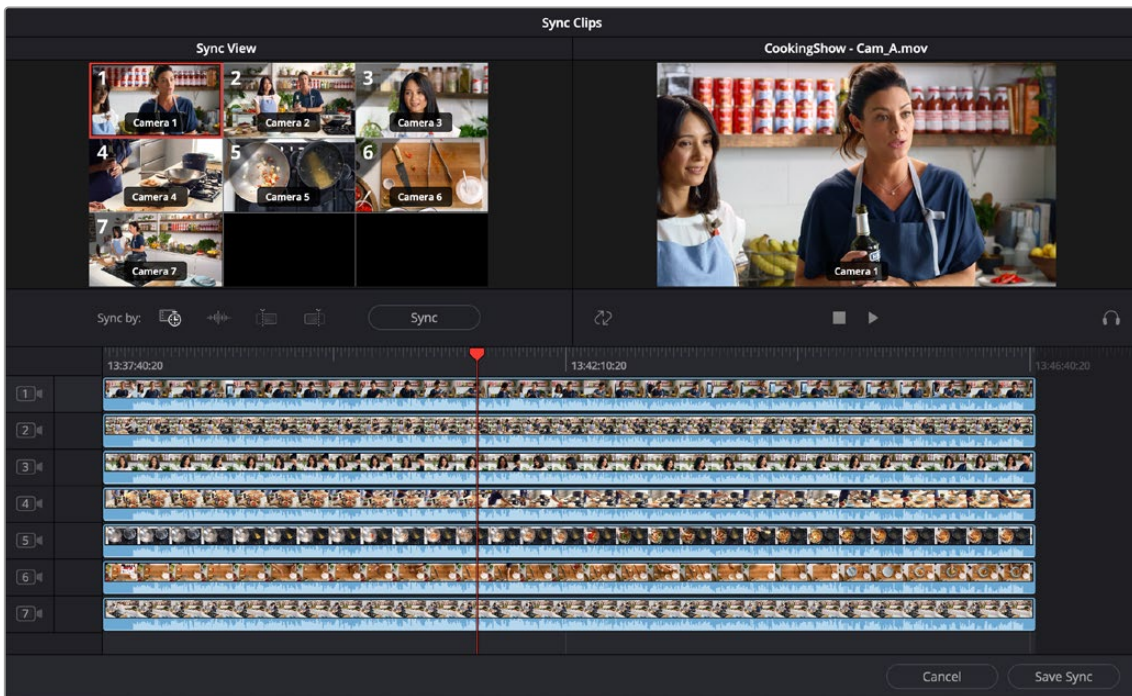 Sync Clips
Sync View
CookingShow - Cam_A.mov
1
Camera 1
2
Camera 2
3
Camera 3
4
Camera 4
5
Camera 5
6
Camera 6
7
Camera 7
Camera 1
Sync by:
Sync
13:37:40:20
13:42:10:20
13:46:40:20
1
2
3
4
5
6
7
Cancel
Save Sync